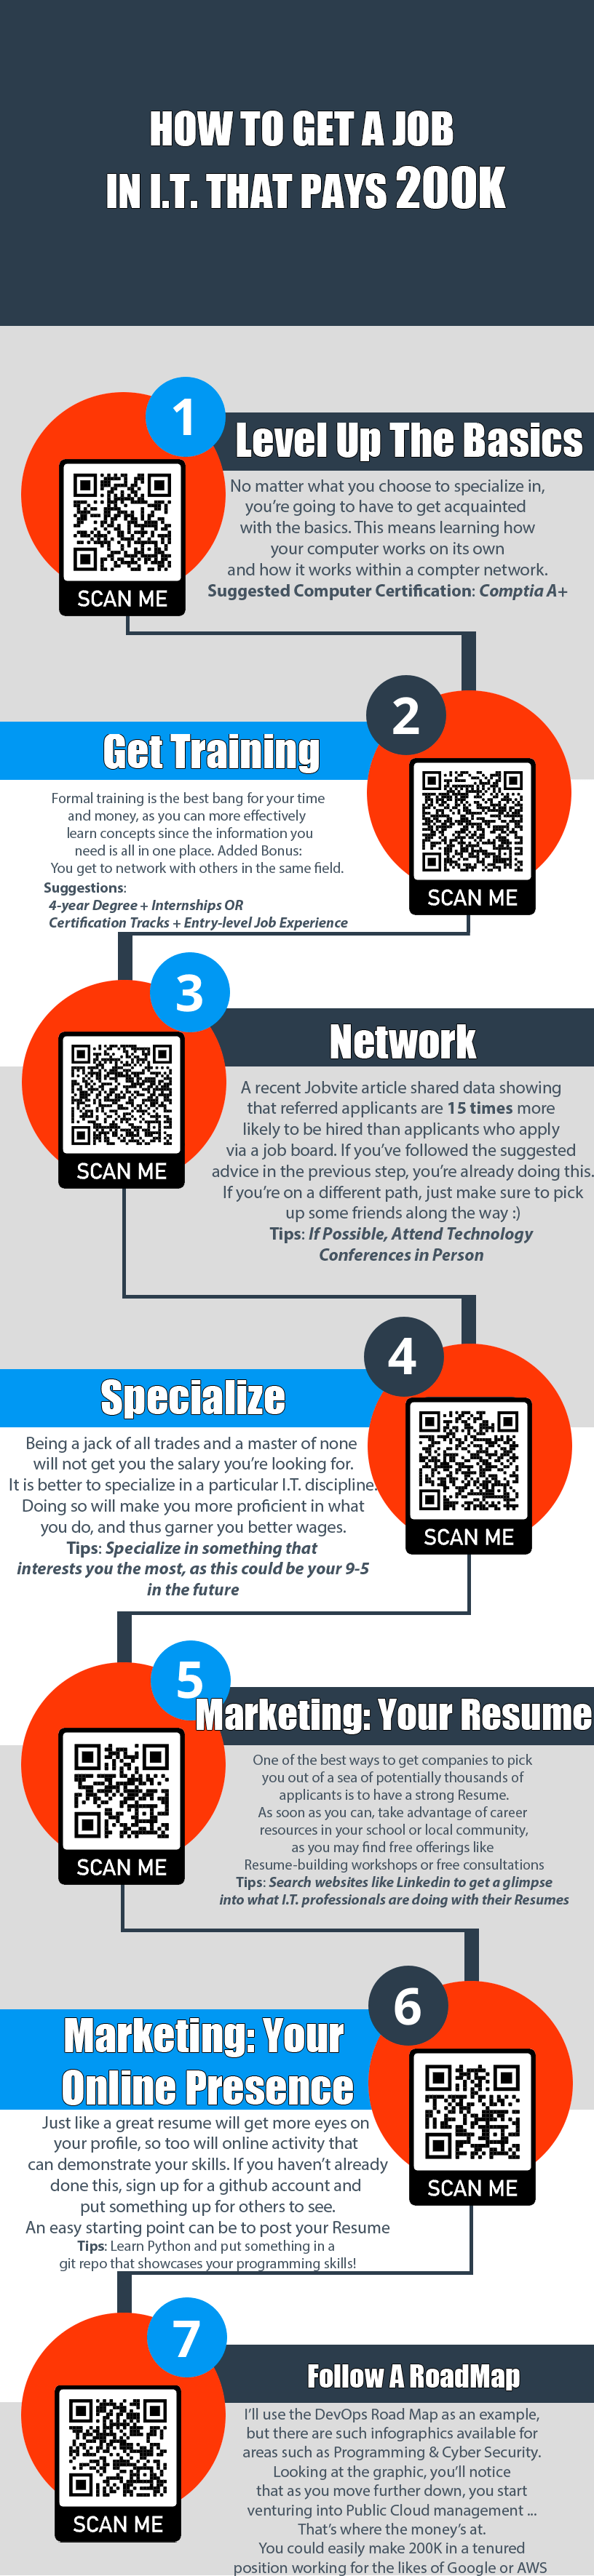 HOW TO GET A JOB
IN I.T. THAT PAYS 200K
1
Level Up The Basics
No matter what you choose to specialize in,
you're going to have to get acquainted
with the basics. This means learning how
your computer works on its own
and how it works within a compter network.
Suggested Computer Certification: Comptia A+
SCAN ME
2
Get Training
Formal training is the best bang for your time
and money, as you can more effectively
learn concepts since the information you
need is all in one place. Added Bonus:
You get to network with others in the same field.
Suggestions:
4-year Degree + Internships OR
Certification Tracks + Entry-level Job Experience
SCAN ME
3
Network
A recent Jobvite article shared data showing
that referred applicants are 15 times more
likely to be hired than applicants who apply
via a job board. If you've followed the suggested
advice in the previous step, you're already doing this.
If you're on a different path, just make sure to pick
up some friends along the way :)
Tips: If Possible, Attend Technology
Conferences in Person
SCAN ME
4
Specialize
Being a jack of all trades and a master of none
will not get you the salary you're looking for.
It is better to specialize in a particular I.T. discipline.
Doing so will make you more proficient in what
you do, and thus garner you better wages.
Tips: Specialize in something that
interests you the most, as this could be your 9-5
in the future
SCAN ME
5
Marketing: Your Resume
One of the best ways to get companies to pick
you out of a sea of potentially thousands of
applicants is to have a strong Resume.
As soon as you can, take advantage of career
resources in your school or local community,
as you may find free offerings like
Resume-building workshops or free consultations
Tips: Search websites like Linkedin to get a glimpse
into what I.T. professionals are doing with their Resumes
SCAN ME
6
Marketing: Your
Online Presence
Just like a great resume will get more eyes on
your profile, so too will online activity that
can demonstrate your skills. If you haven't already
done this, sign up for a github account and
put something up for others to see.
An easy starting point can be to post your Resume
Tips: Learn Python and put something in a
git repo that showcases your programming skills!
SCAN ME
7
Follow A RoadMap
I'll use the DevOps Road Map as an example,
but there are such infographics available for
areas such as Programming & Cyber Security.
Looking at the graphic, you'll notice
that as you move further down, you start
venturing into Public Cloud management ...
That's where the money's at.
You could easily make 200K in a tenured
position working for the likes of Google or AWS
SCAN ME